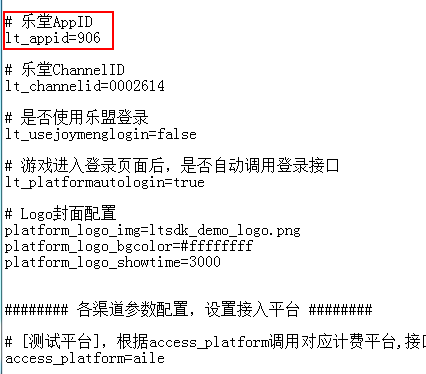 # 乐堂AppID
lt_appid=906
# 乐堂ChannelID
lt_channelid=0002614
# 是否使用乐盟登录
lt_usejoymenglogin=false
# 游戏进入登录页面后，是否自动调用登录接口
lt_platformautologin=true
# Logo封面配置
platform_logo_img=ltsdk_demo_logo.png
platform_logo_bgcolor=#ffffffff
platform_logo_showtime=3000
######## 各渠道参数配置，设置接入平台 ########
# [测试平台]，根据access_platform调用对应计费平台,接口
access_platform=aile